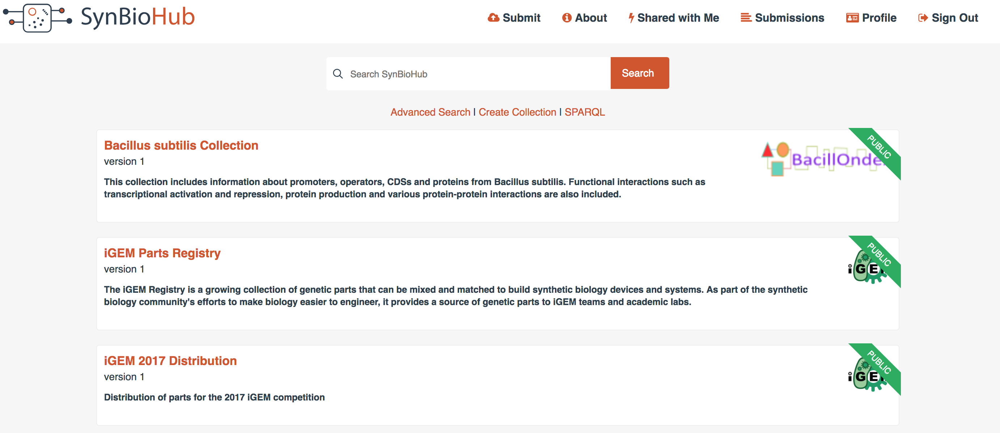 SynBioHub
Submit About Shared with Me Submissions Profile Sign Out
Search SynBioHub Search
Advanced Search | Create Collection | SPARQL
Bacillus subtilis Collection
version 1
This collection includes information about promoters, operators, CDSs and proteins from Bacillus subtilis. Functional interactions such as
transcriptional activation and repression, protein production and various protein-protein interactions are also included.
BacillOnde
PUBLIC
iGEM Parts Registry
version 1
The iGEM Registry is a growing collection of genetic parts that can be mixed and matched to build synthetic biology devices and systems. As part of the synthetic
biology community's efforts to make biology easier to engineer, it provides a source of genetic parts to iGEM teams and academic labs.
iGE
PUBLIC
iGEM 2017 Distribution
version 1
Distribution of parts for the 2017 iGEM competition
iGE
PUBLIC